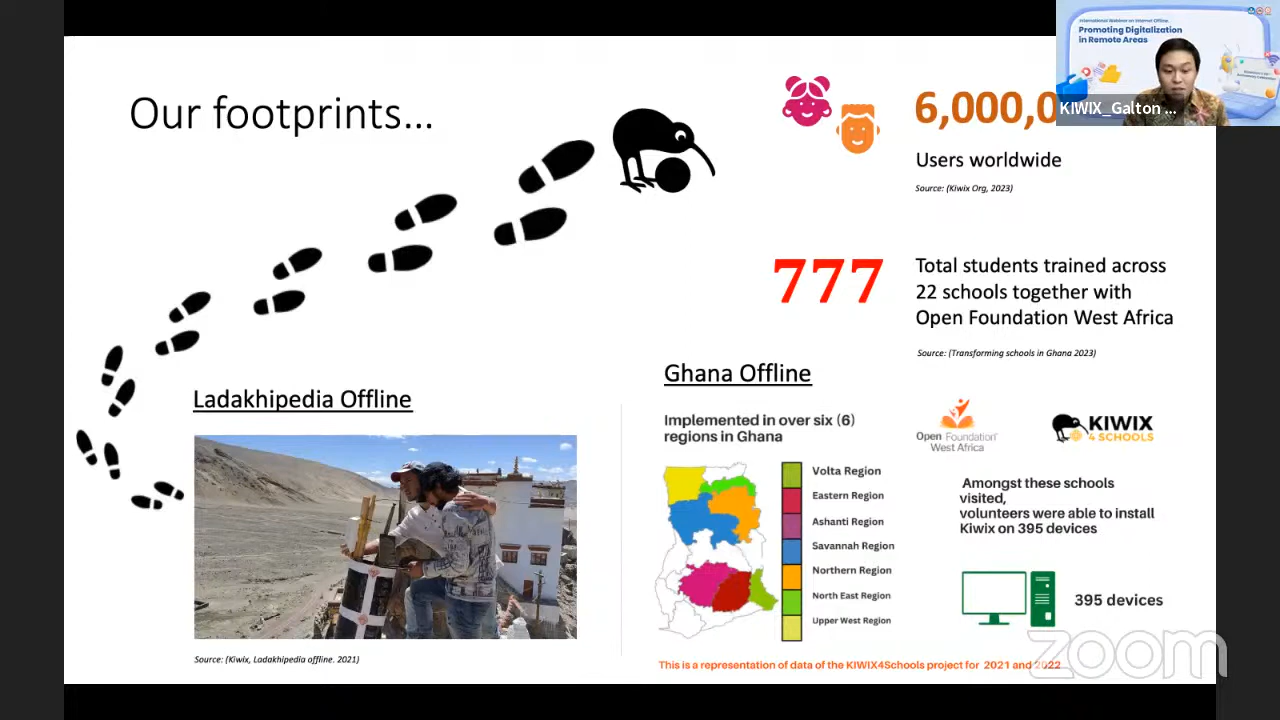 Our footprints...
International Webinar on Internet Offline,
Promoting Digitalization
in Remote Areas
KIWIX_Galton ...
6,000,0
Users worldwide
Source: (Kiwix Org, 2023)
777
Total students trained across
22 schools together with
Open Foundation West Africa
Source: (Transforming schools in Ghana 2023)
Ladakhipedia Offline
Source: (Kiwix, Ladakhipedia offline. 2021)
Ghana Offline
Implemented in over six (6)
regions in Ghana
Volta Region
Eastern Region
Ashanti Region
Savannah Region
Northern Region
North East Region
Upper West Region
Open Foundation
West Africa
KIWIX
4 SCHOOLS
Amongst these schools
visited,
volunteers were able to install
Kiwix on 395 devices
395 devices
This is a representation of data of the KIWIX4Schools project for 2021 and 2022
zoom